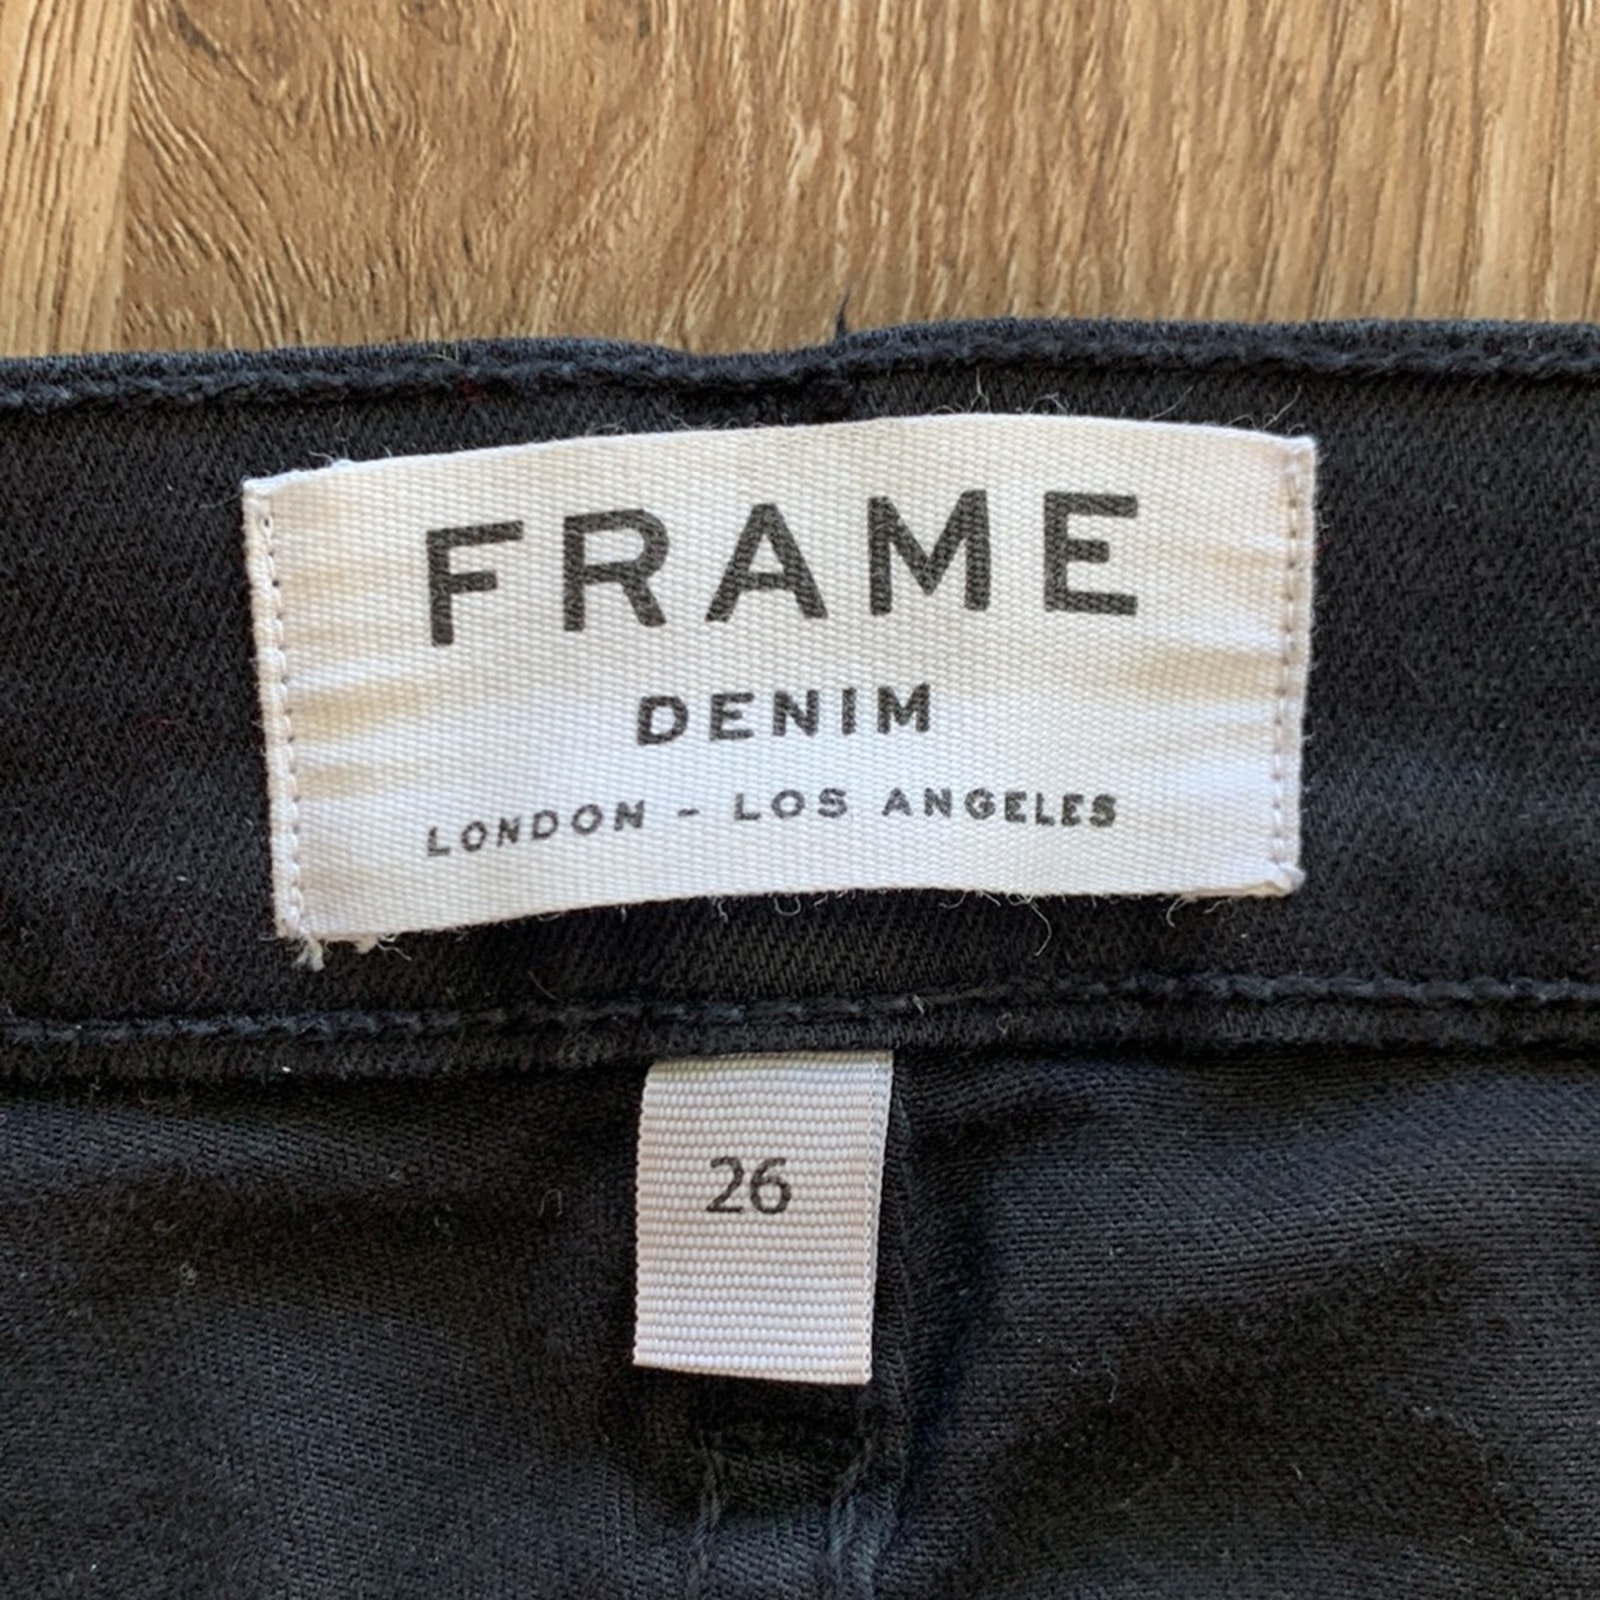 FRAME
DENIM
LONDON - LOS ANGELES
26